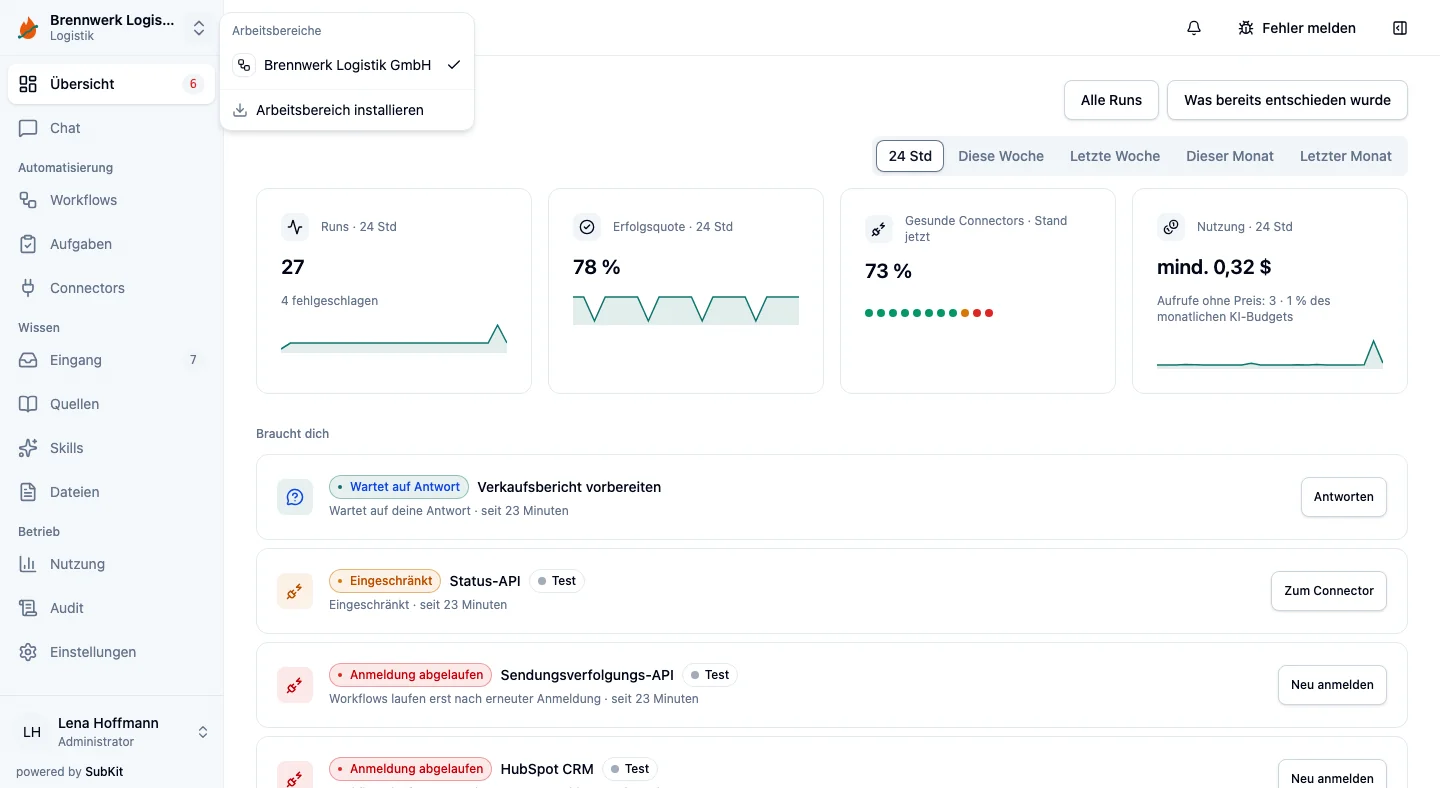 Brennwerk Logis...
Logistik
Arbeitsbereiche
Brennwerk Logistik GmbH
Arbeitsbereich installieren
Fehler melden
Übersicht
6
Chat
Automatisierung
Workflows
Aufgaben
Connectors
Wissen
Eingang
7
Quellen
Skills
Dateien
Betrieb
Nutzung
Audit
Einstellungen
LH
Lena Hoffmann
Administrator
powered by SubKit
Alle Runs
Was bereits entschieden wurde
24 Std
Diese Woche
Letzte Woche
Dieser Monat
Letzter Monat
Runs · 24 Std
27
4 fehlgeschlagen
Erfolgsquote · 24 Std
78 %
Gesunde Connectors · Stand
jetzt
73 %
Nutzung · 24 Std
mind. 0,32 $
Aufrufe ohne Preis: 3 · 1 % des
monatlichen KI-Budgets
Braucht dich
Wartet auf Antwort Verkaufsbericht vorbereiten
Wartet auf deine Antwort · seit 23 Minuten
Antworten
Eingeschränkt Status-API Test
Eingeschränkt · seit 23 Minuten
Zum Connector
Anmeldung abgelaufen Sendungsverfolgungs-API Test
Workflows laufen erst nach erneuter Anmeldung · seit 23 Minuten
Neu anmelden
Anmeldung abgelaufen HubSpot CRM Test
Neu anmelden